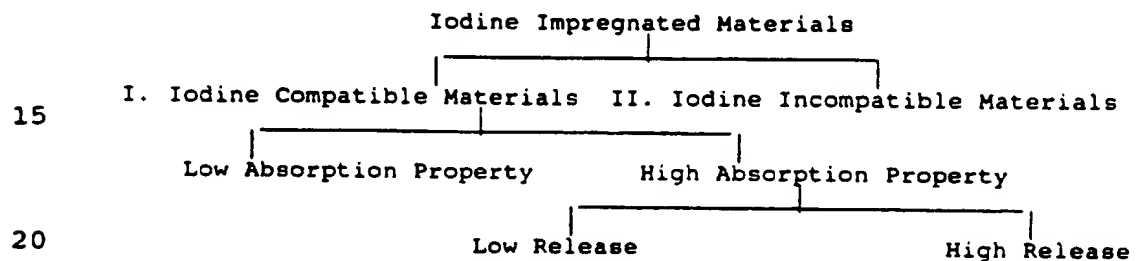 Iodine Impregnated Materials
15 I. Iodine Compatible Materials II. Iodine Incompatible Materials
Low Absorption Property High Absorption Property
20 Low Release High Release